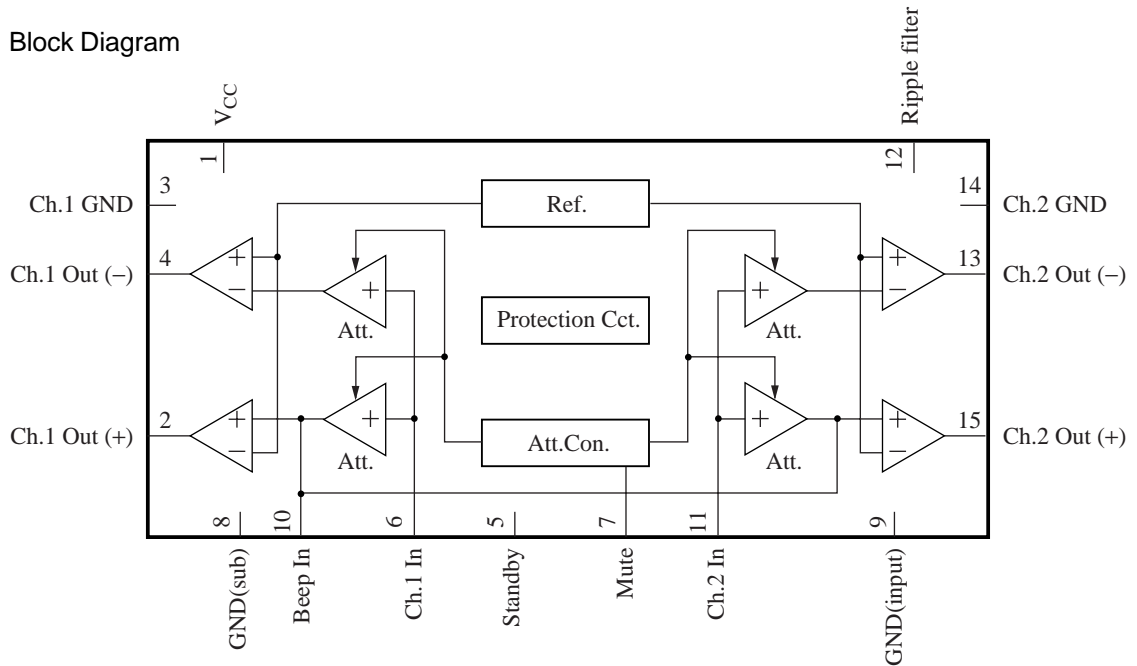 Block Diagram
VCC
Ripple filter
1
12
3
14
Ch.1 GND
Ref.
Ch.2 GND
4
13
Ch.1 Out (−)
+
−
+
Att.
Protection Cct.
+
Att.
+
−
Ch.2 Out (−)
2
15
Ch.1 Out (+)
+
−
+
Att.
Att.Con.
+
Att.
+
−
Ch.2 Out (+)
8
10
6
5
7
11
9
GND(sub)
Beep In
Ch.1 In
Standby
Mute
Ch.2 In
GND(input)